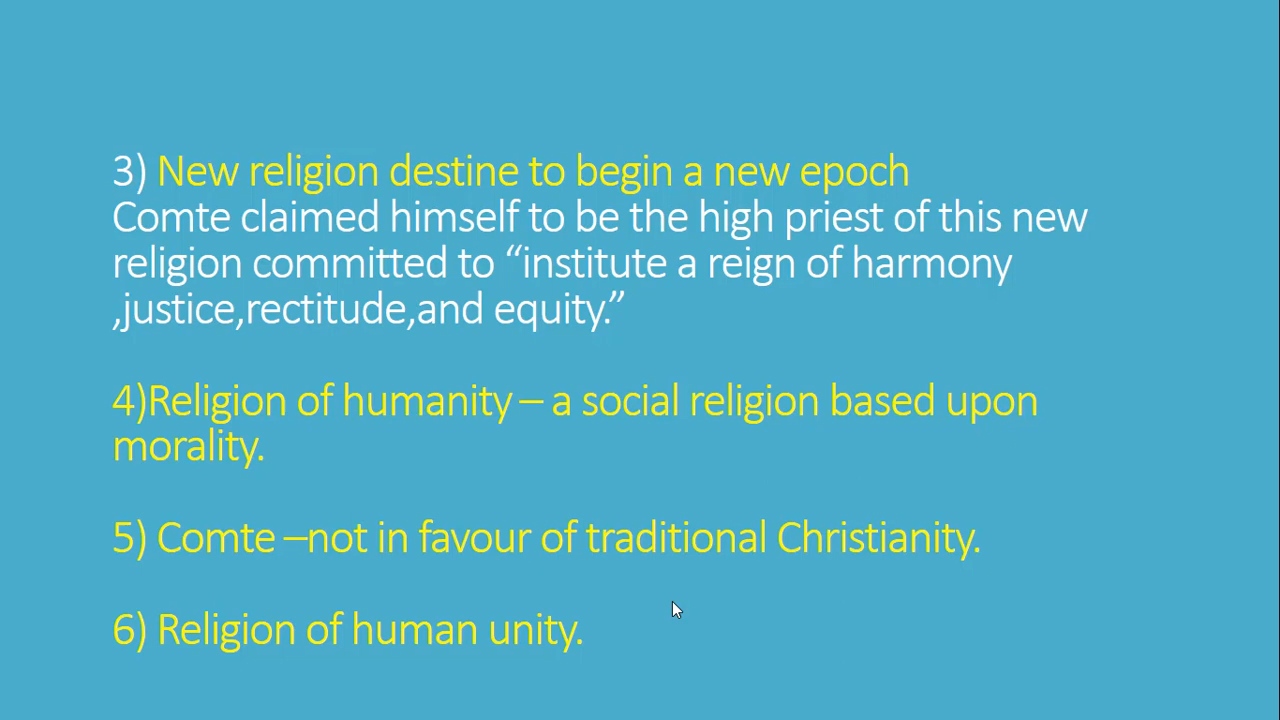 3) New religion destine to begin a new epoch
Comte claimed himself to be the high priest of this new
religion committed to “institute a reign of harmony
,justice,rectitude,and equity.”
4)Religion of humanity – a social religion based upon
morality.
5) Comte –not in favour of traditional Christianity.
6) Religion of human unity.